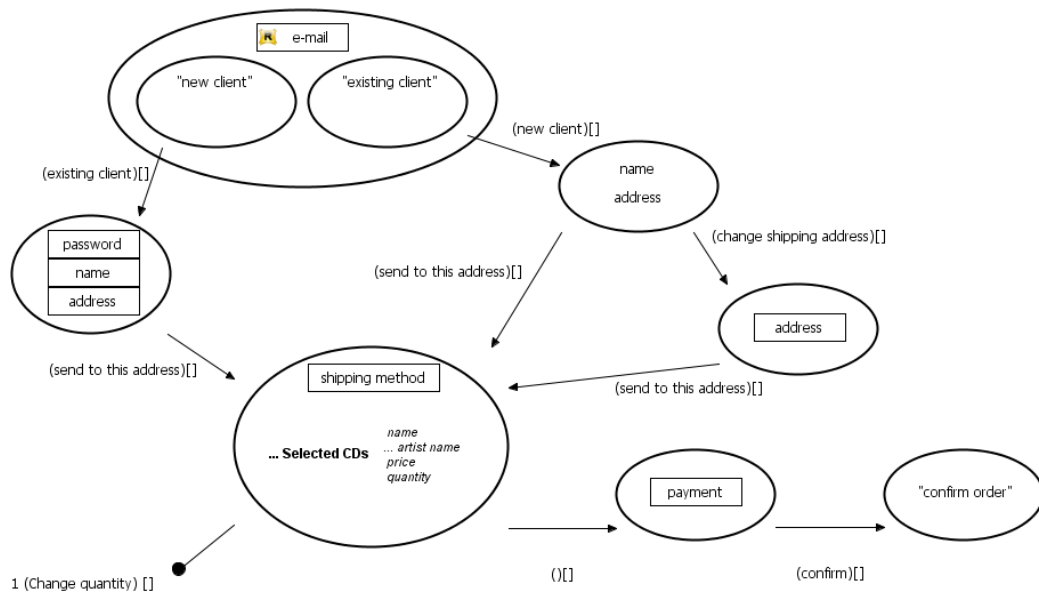 R e-mail
"new client" "existing client"
(new client)[]
(existing client)[]
name
address
password
name
address
(change shipping address)[]
(send to this address)[]
address
(send to this address)[]
(send to this address)[]
shipping method
... Selected CDs
name
... artist name
price
quantity
payment
"confirm order"
1 (Change quantity) []
()[]
(confirm)[]